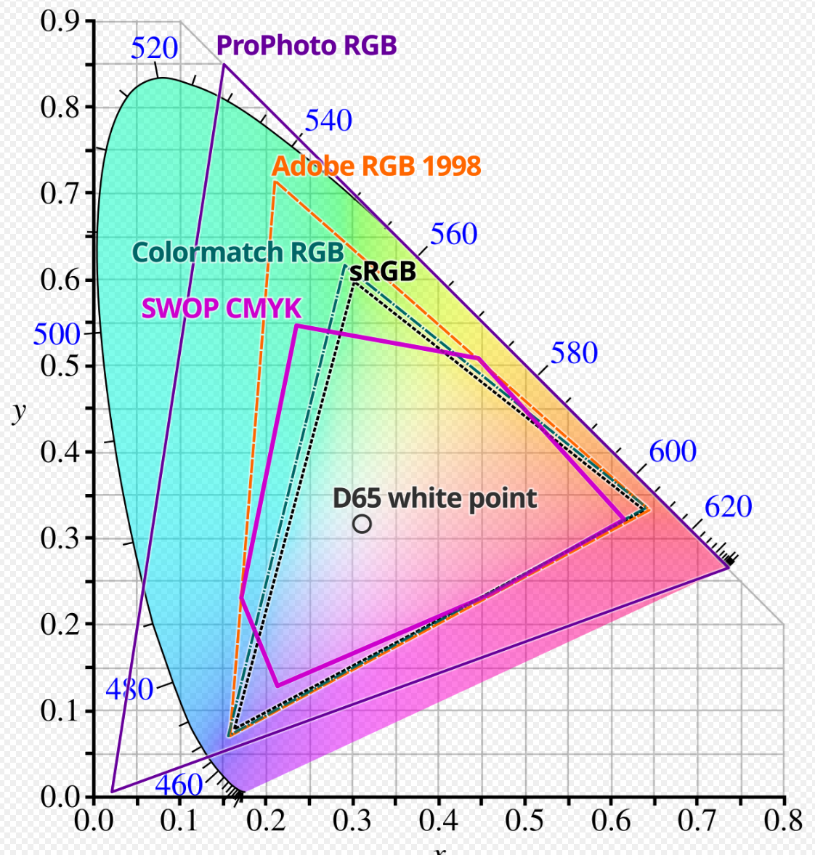 0.9
ProPhoto RGB
520
0.8
540
Adobe RGB 1998
0.7
560
Colormatch RGB
sRGB
0.6
SWOP CMYK
500
580
0.5
y
0.4
600
D65 white point
620
0.3
0.2
480
0.1
460
0.0
0.0 0.1 0.2 0.3 0.4 0.5 0.6 0.7 0.8
x